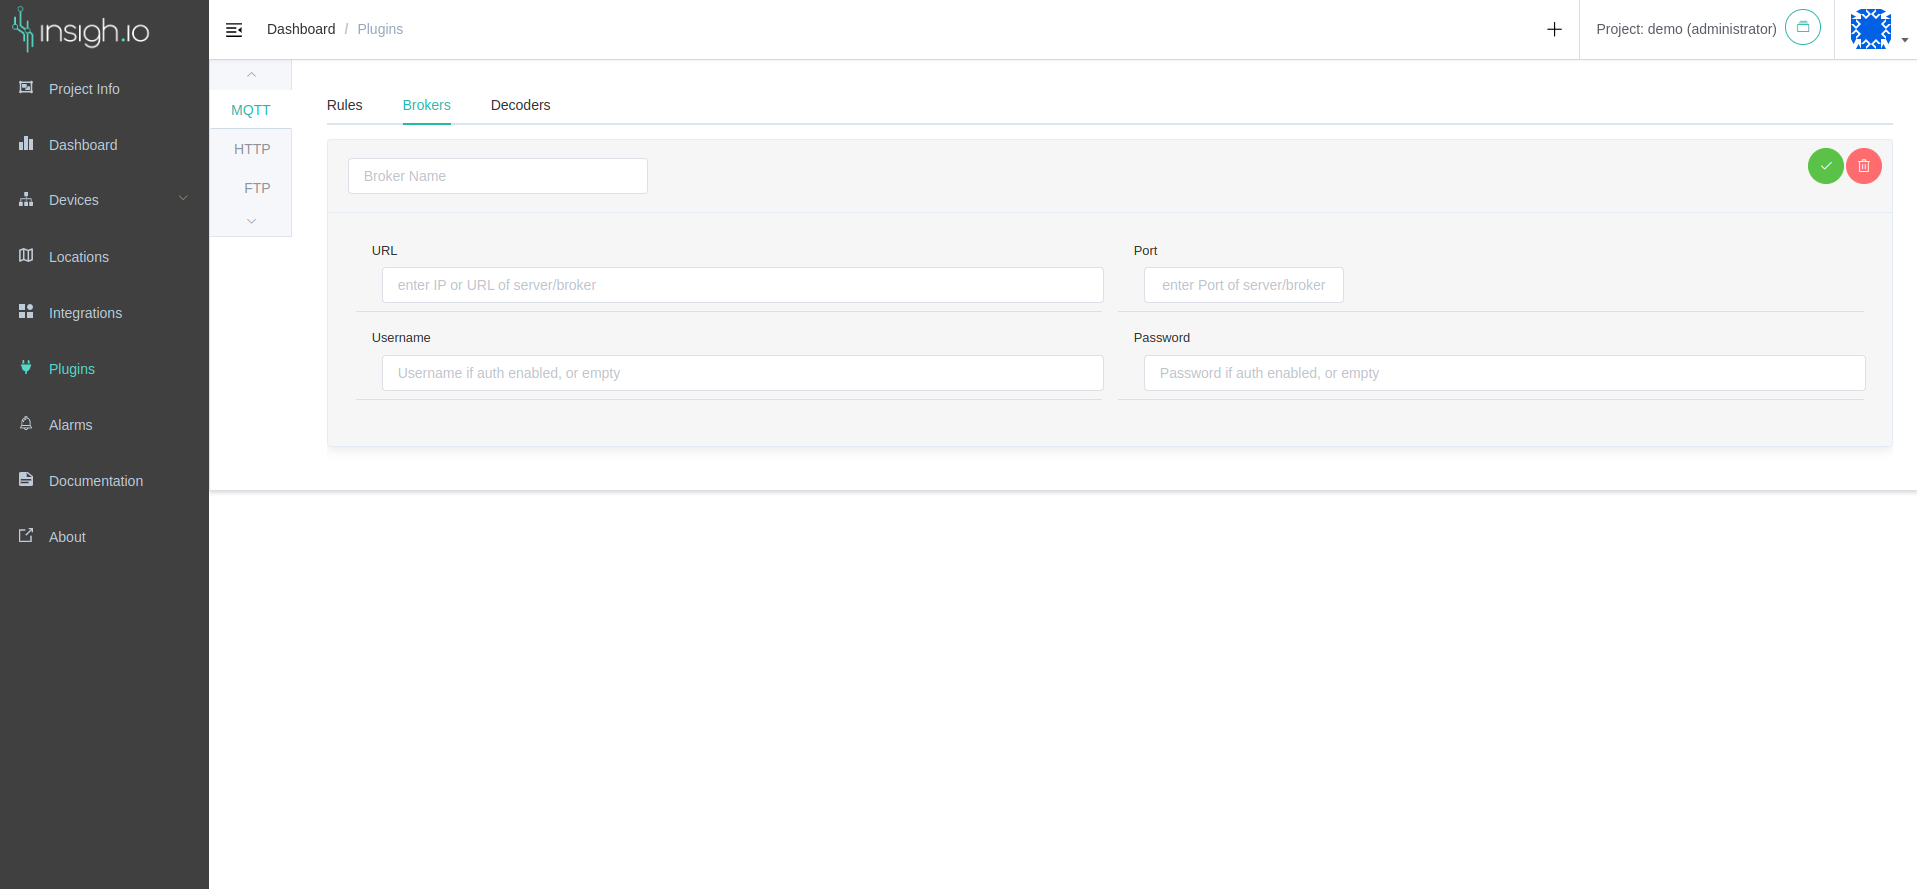 insigh.io
Dashboard / Plugins
Project: demo (administrator)
Project Info
Dashboard
Devices
Locations
Integrations
Plugins
Alarms
Documentation
About
MQTT
HTTP
FTP
Rules Brokers Decoders
Broker Name
URL Port
enter IP or URL of server/broker enter Port of server/broker
Username Password
Username if auth enabled, or empty Password if auth enabled, or empty